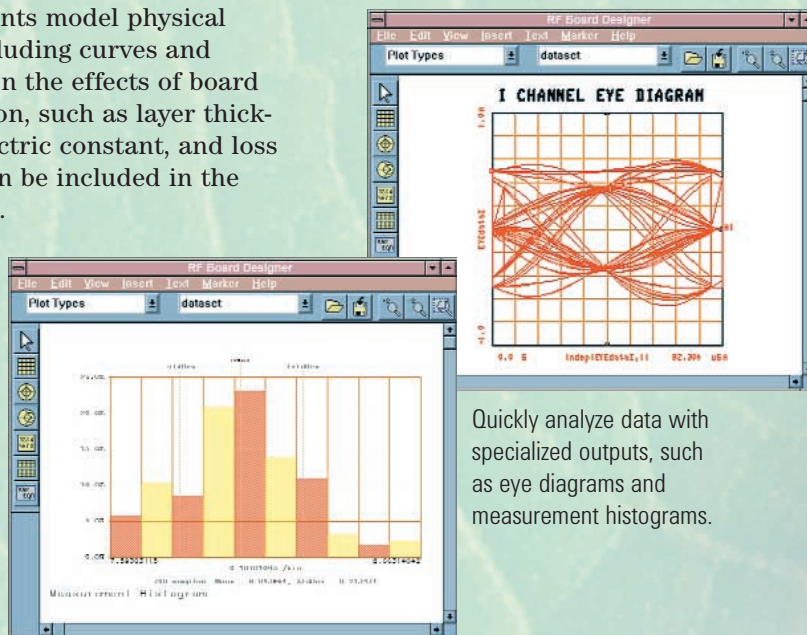 nts model physical
luding curves and
n the effects of board
on, such as layer thick-
ctric constant, and loss
n be included in the
.
RF Board Designer
File Edit View Insert Text Marker Help
Plot Types dataset
I CHANNEL EYE DIAGRAM
EYEdataI
0.0 S
RF Board Designer
File Edit View Insert Text Marker Help
Plot Types dataset
Measurement Histogram
Quickly analyze data with
specialized outputs, such
as eye diagrams and
measurement histograms.